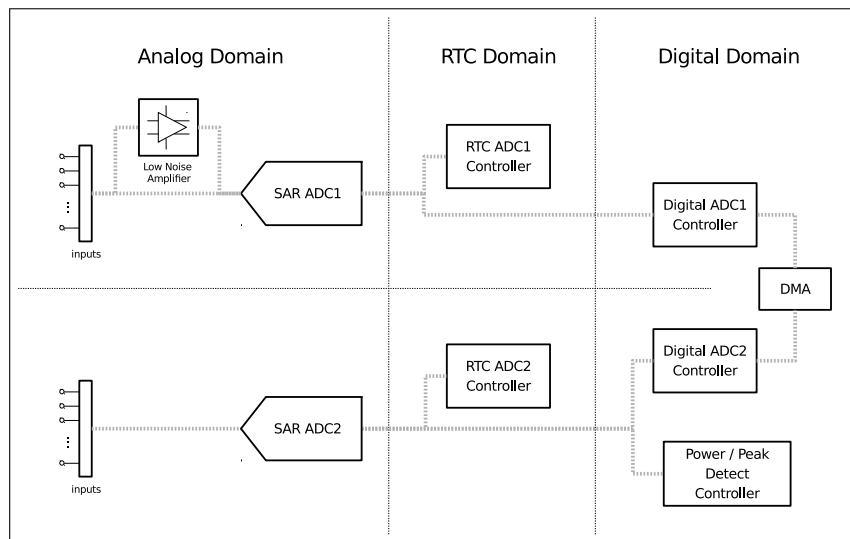 Analog Domain
RTC Domain
Digital Domain
Low Noise
Amplifier
inputs
SAR ADC1
RTC ADC1
Controller
Digital ADC1
Controller
DMA
inputs
SAR ADC2
RTC ADC2
Controller
Digital ADC2
Controller
Power / Peak
Detect
Controller